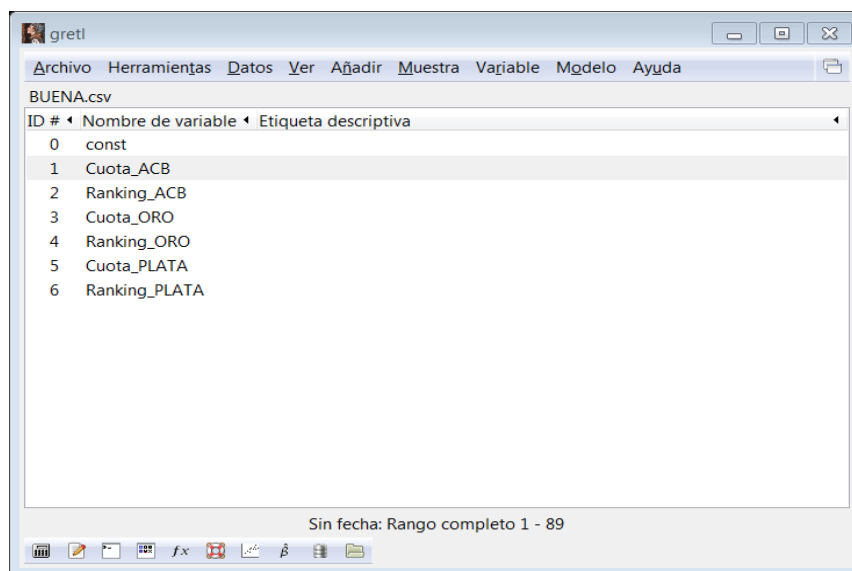 gretl
Archivo Herramientas Datos Ver Añadir Muestra Variable Modelo Ayuda
BUENA.csv
ID # Nombre de variable Etiqueta descriptiva
0 const
1 Cuota_ACB
2 Ranking_ACB
3 Cuota_ORO
4 Ranking_ORO
5 Cuota_PLATA
6 Ranking_PLATA
Sin fecha: Rango completo 1 - 89
fx β̂